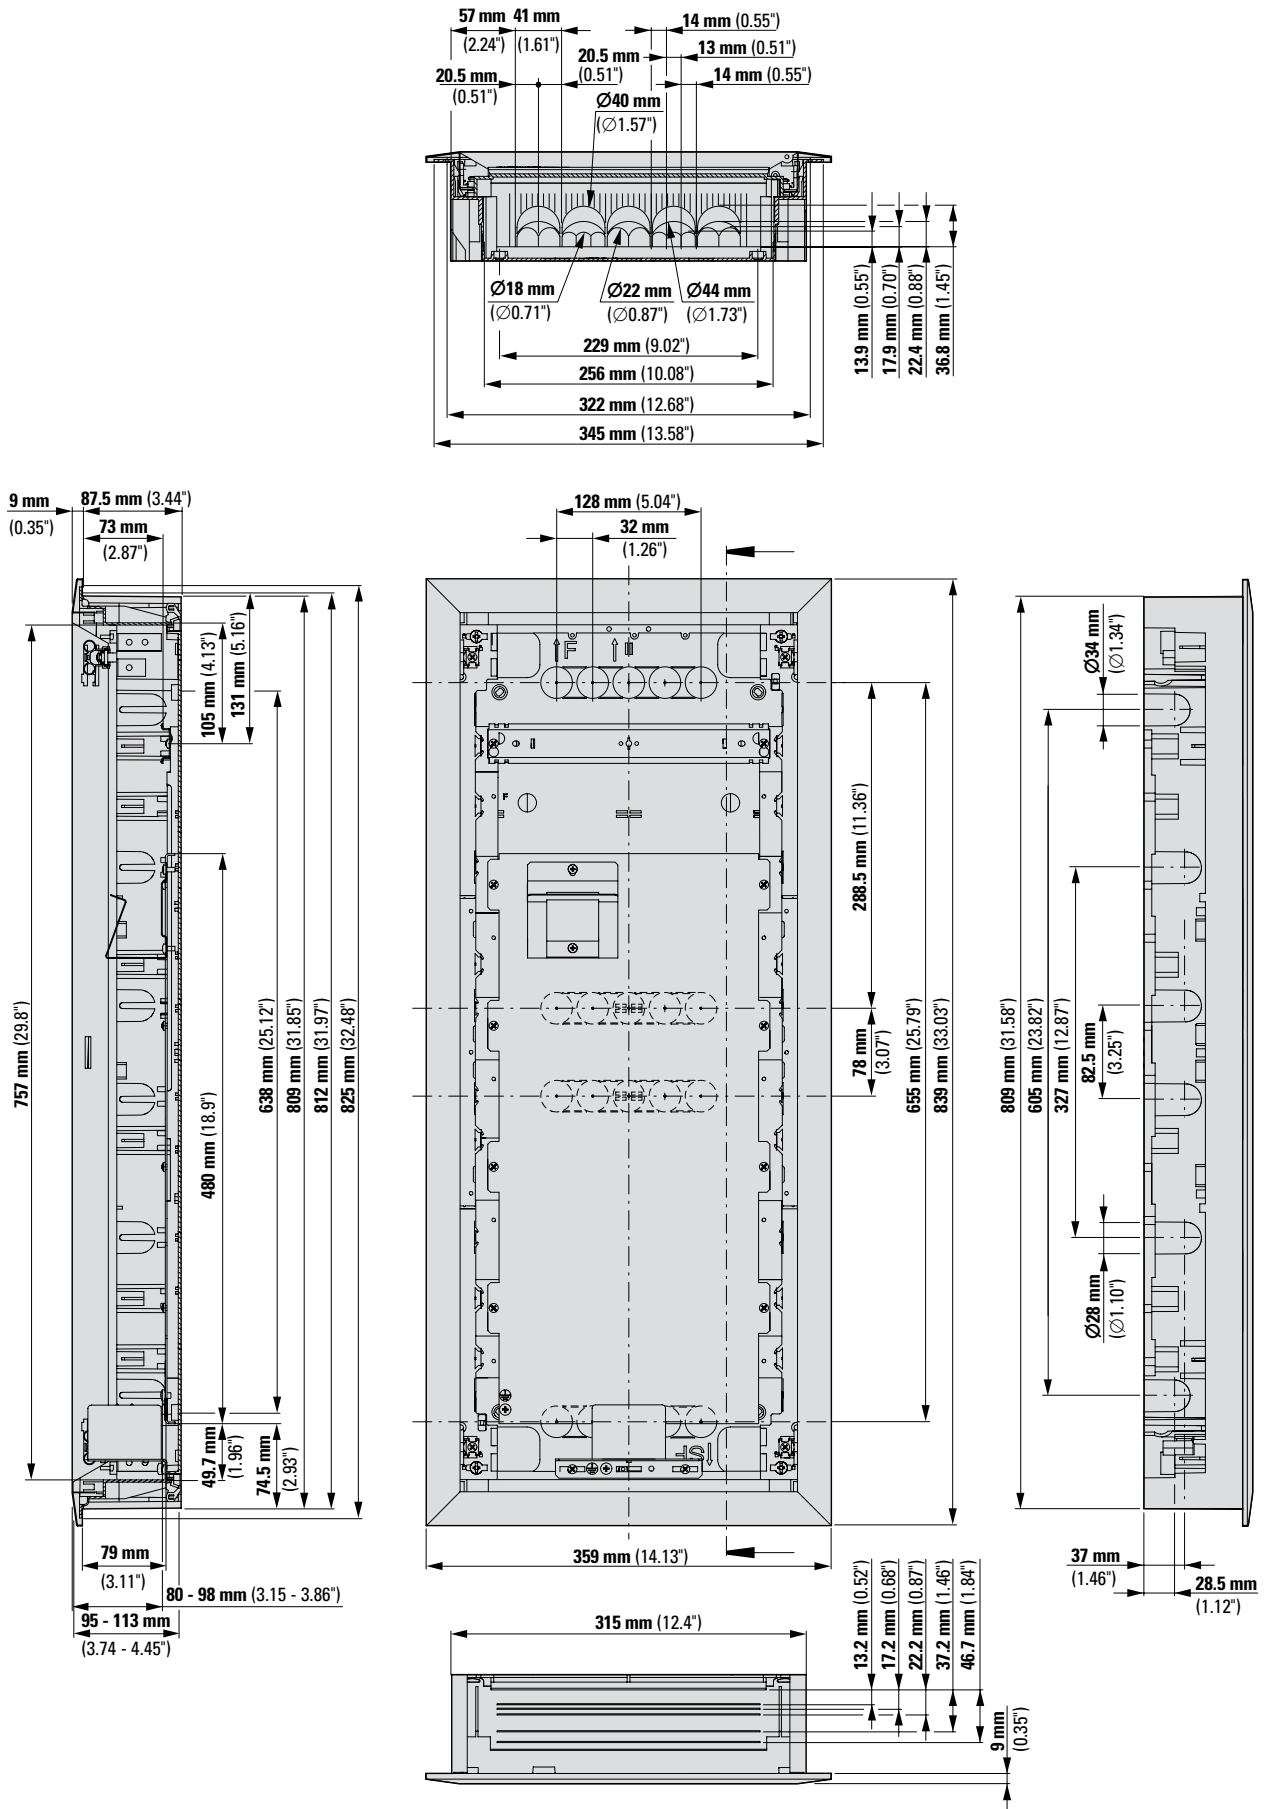 57 mm
(2.24")
41 mm
(1.61")
14 mm (0.55")
20.5 mm
(0.51")
13 mm (0.51")
20.5 mm
(0.51")
14 mm (0.55")
Ø40 mm
(Ø1.57")
Ø18 mm
(Ø0.71")
Ø22 mm
(Ø0.87")
Ø44 mm
(Ø1.73")
13.9 mm (0.55")
17.9 mm (0.70")
22.4 mm (0.88")
36.8 mm (1.45")
229 mm (9.02")
256 mm (10.08")
322 mm (12.68")
345 mm (13.58")
9 mm
(0.35")
87.5 mm (3.44")
73 mm
(2.87")
105 mm (4.13")
131 mm (5.16")
757 mm (29.8")
480 mm (18.9")
638 mm (25.12")
809 mm (31.85")
812 mm (31.97")
825 mm (32.48")
49.7 mm
(1.96")
74.5 mm
(2.93")
79 mm
(3.11")
80 - 98 mm (3.15 - 3.86")
95 - 113 mm
(3.74 - 4.45")
128 mm (5.04")
32 mm
(1.26")
F
F
ST
288.5 mm (11.36")
78 mm
(3.07")
655 mm (25.79")
839 mm (33.03")
359 mm (14.13")
Ø34 mm
(Ø1.34")
809 mm (31.58")
605 mm (23.82")
327 mm (12.87")
82.5 mm
(3.25")
Ø28 mm
(Ø1.10")
37 mm
(1.46")
28.5 mm
(1.12")
315 mm (12.4")
13.2 mm (0.52")
17.2 mm (0.68")
22.2 mm (0.87")
37.2 mm (1.46")
46.7 mm (1.84")
9 mm
(0.35")